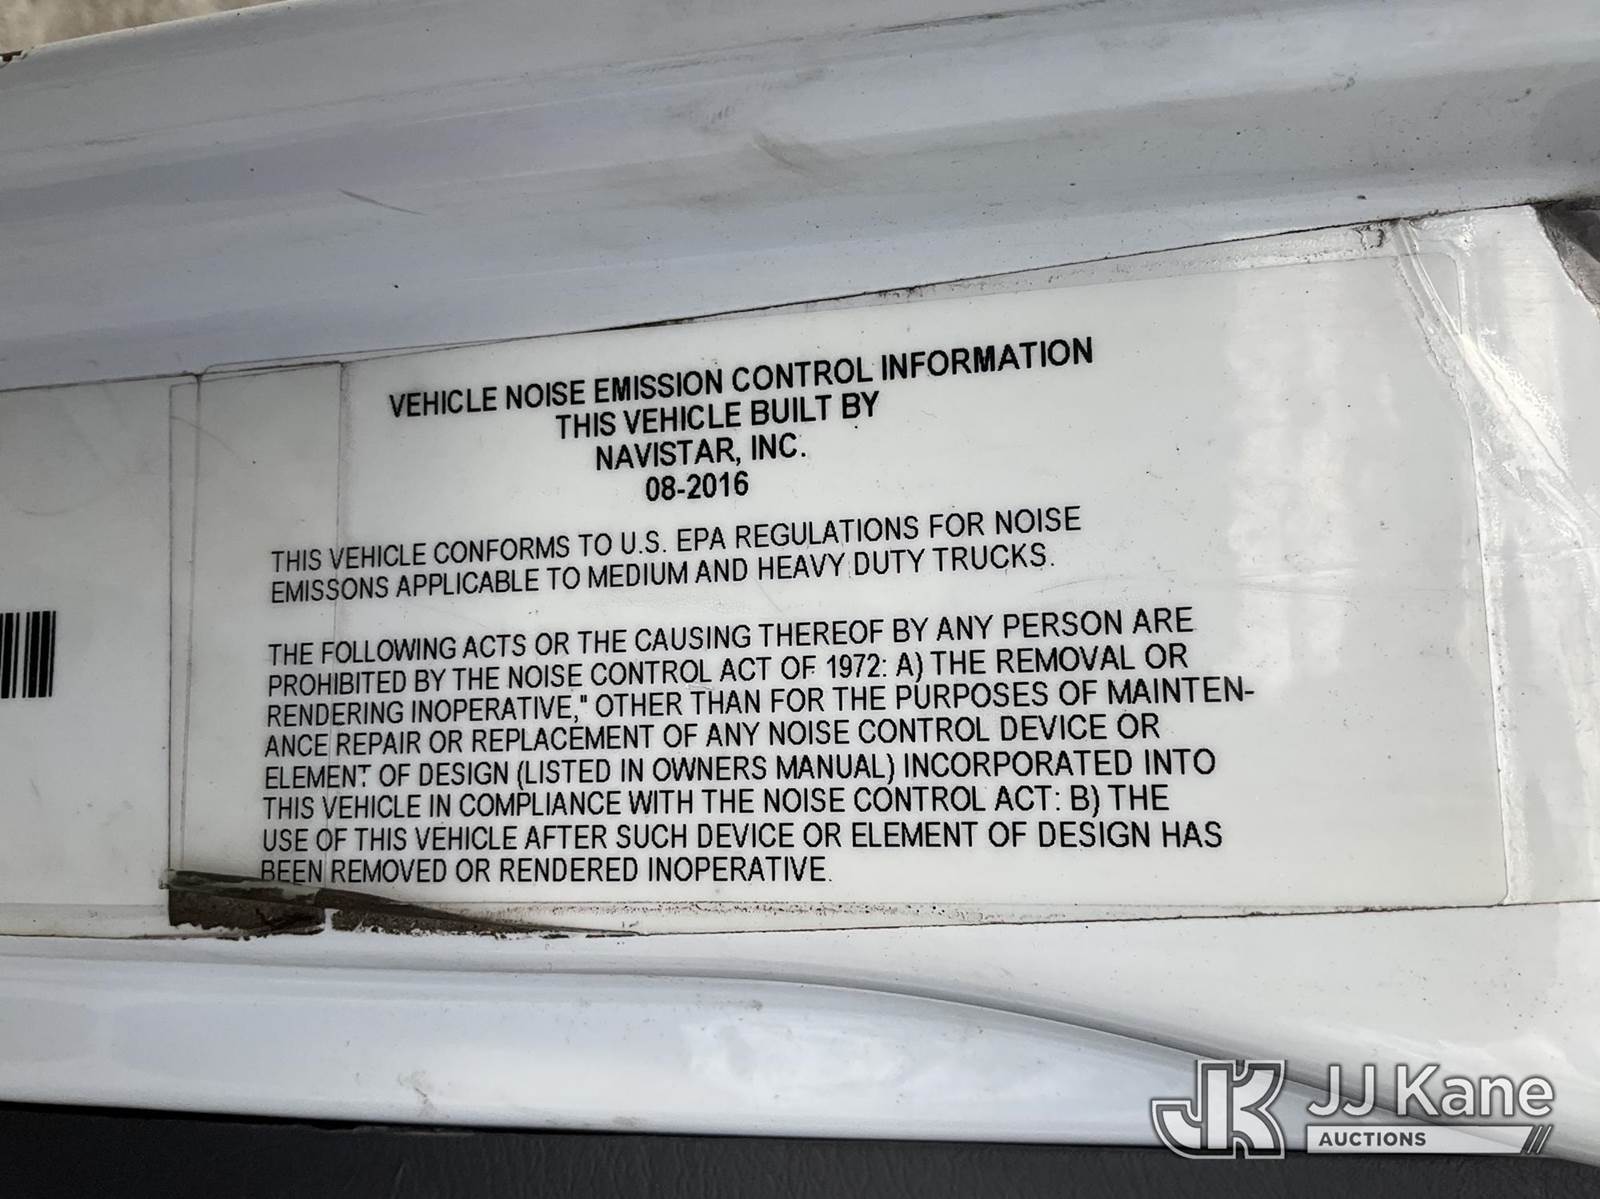 VEHICLE NOISE EMISSION CONTROL INFORMATION
THIS VEHICLE BUILT BY
NAVISTAR, INC.
08-2016
THIS VEHICLE CONFORMS TO U.S. EPA REGULATIONS FOR NOISE
EMISSONS APPLICABLE TO MEDIUM AND HEAVY DUTY TRUCKS.
THE FOLLOWING ACTS OR THE CAUSING THEREOF BY ANY PERSON ARE
PROHIBITED BY THE NOISE CONTROL ACT OF 1972: A) THE REMOVAL OR
RENDERING INOPERATIVE," OTHER THAN FOR THE PURPOSES OF MAINTEN-
ANCE REPAIR OR REPLACEMENT OF ANY NOISE CONTROL DEVICE OR
ELEMENT OF DESIGN (LISTED IN OWNERS MANUAL) INCORPORATED INTO
THIS VEHICLE IN COMPLIANCE WITH THE NOISE CONTROL ACT: B) THE
USE OF THIS VEHICLE AFTER SUCH DEVICE OR ELEMENT OF DESIGN HAS
BEEN REMOVED OR RENDERED INOPERATIVE.
JK JJ Kane
AUCTIONS